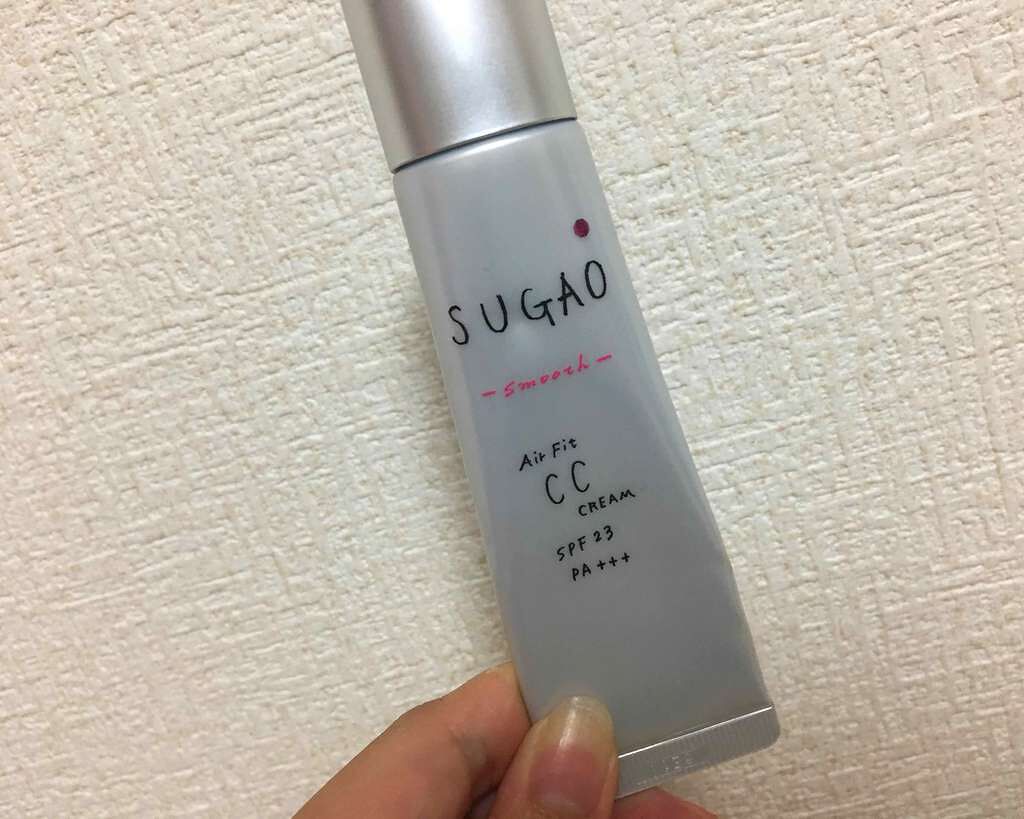 SUGAO
-smooth-
Air Fit
CC
CREAM
SPF 23
PA+++